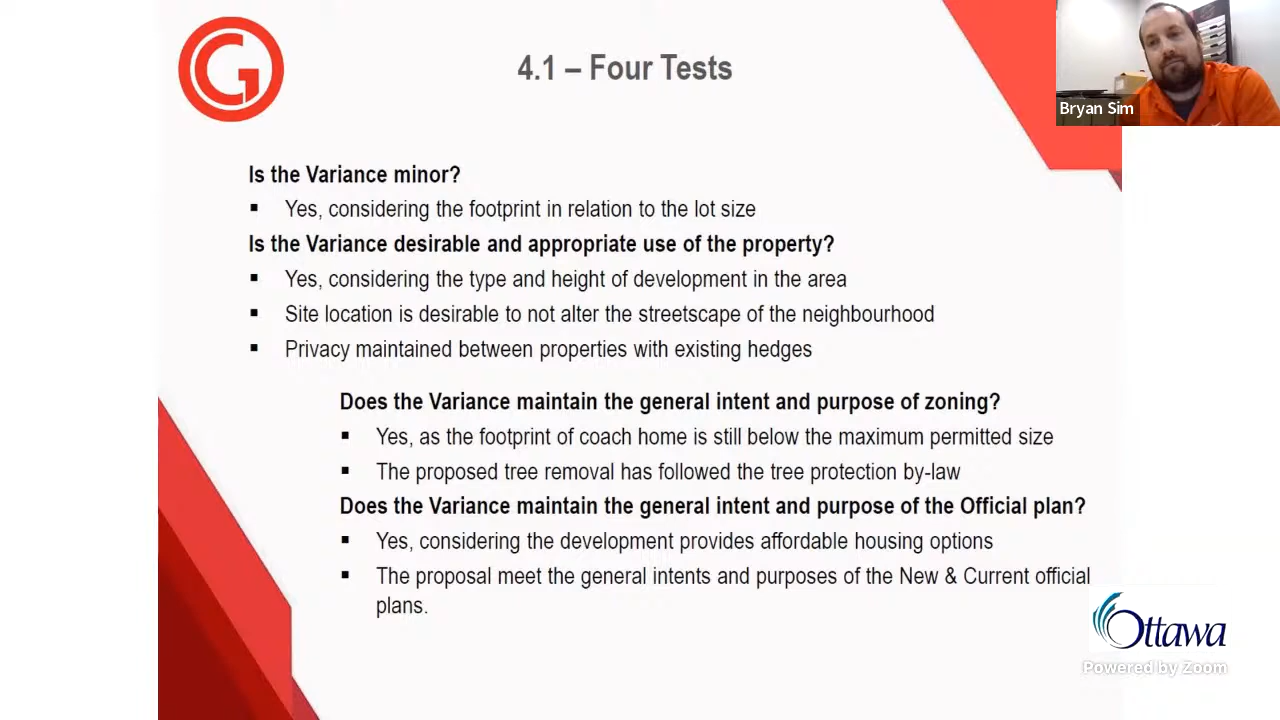 4.1 – Four Tests
Bryan Sim
Is the Variance minor?
▪ Yes, considering the footprint in relation to the lot size
Is the Variance desirable and appropriate use of the property?
▪ Yes, considering the type and height of development in the area
▪ Site location is desirable to not alter the streetscape of the neighbourhood
▪ Privacy maintained between properties with existing hedges
Does the Variance maintain the general intent and purpose of zoning?
▪ Yes, as the footprint of coach home is still below the maximum permitted size
▪ The proposed tree removal has followed the tree protection by-law
Does the Variance maintain the general intent and purpose of the Official plan?
▪ Yes, considering the development provides affordable housing options
▪ The proposal meet the general intents and purposes of the New & Current official
plans.
Ottawa
Powered by Zoom